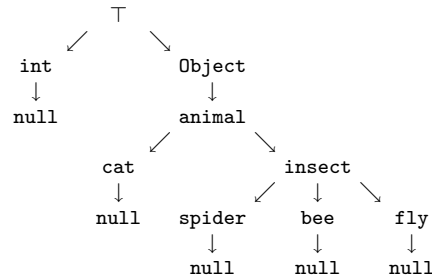 ⊤
int Object
null animal
cat insect
null spider bee fly
null null null